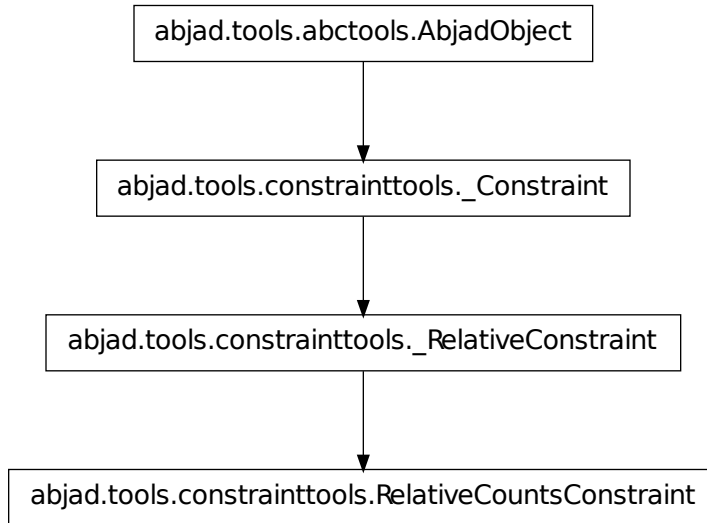 abjad.tools.abctools.AbjadObject
abjad.tools.constrainttools._Constraint
abjad.tools.constrainttools._RelativeConstraint
abjad.tools.constrainttools.RelativeCountsConstraint